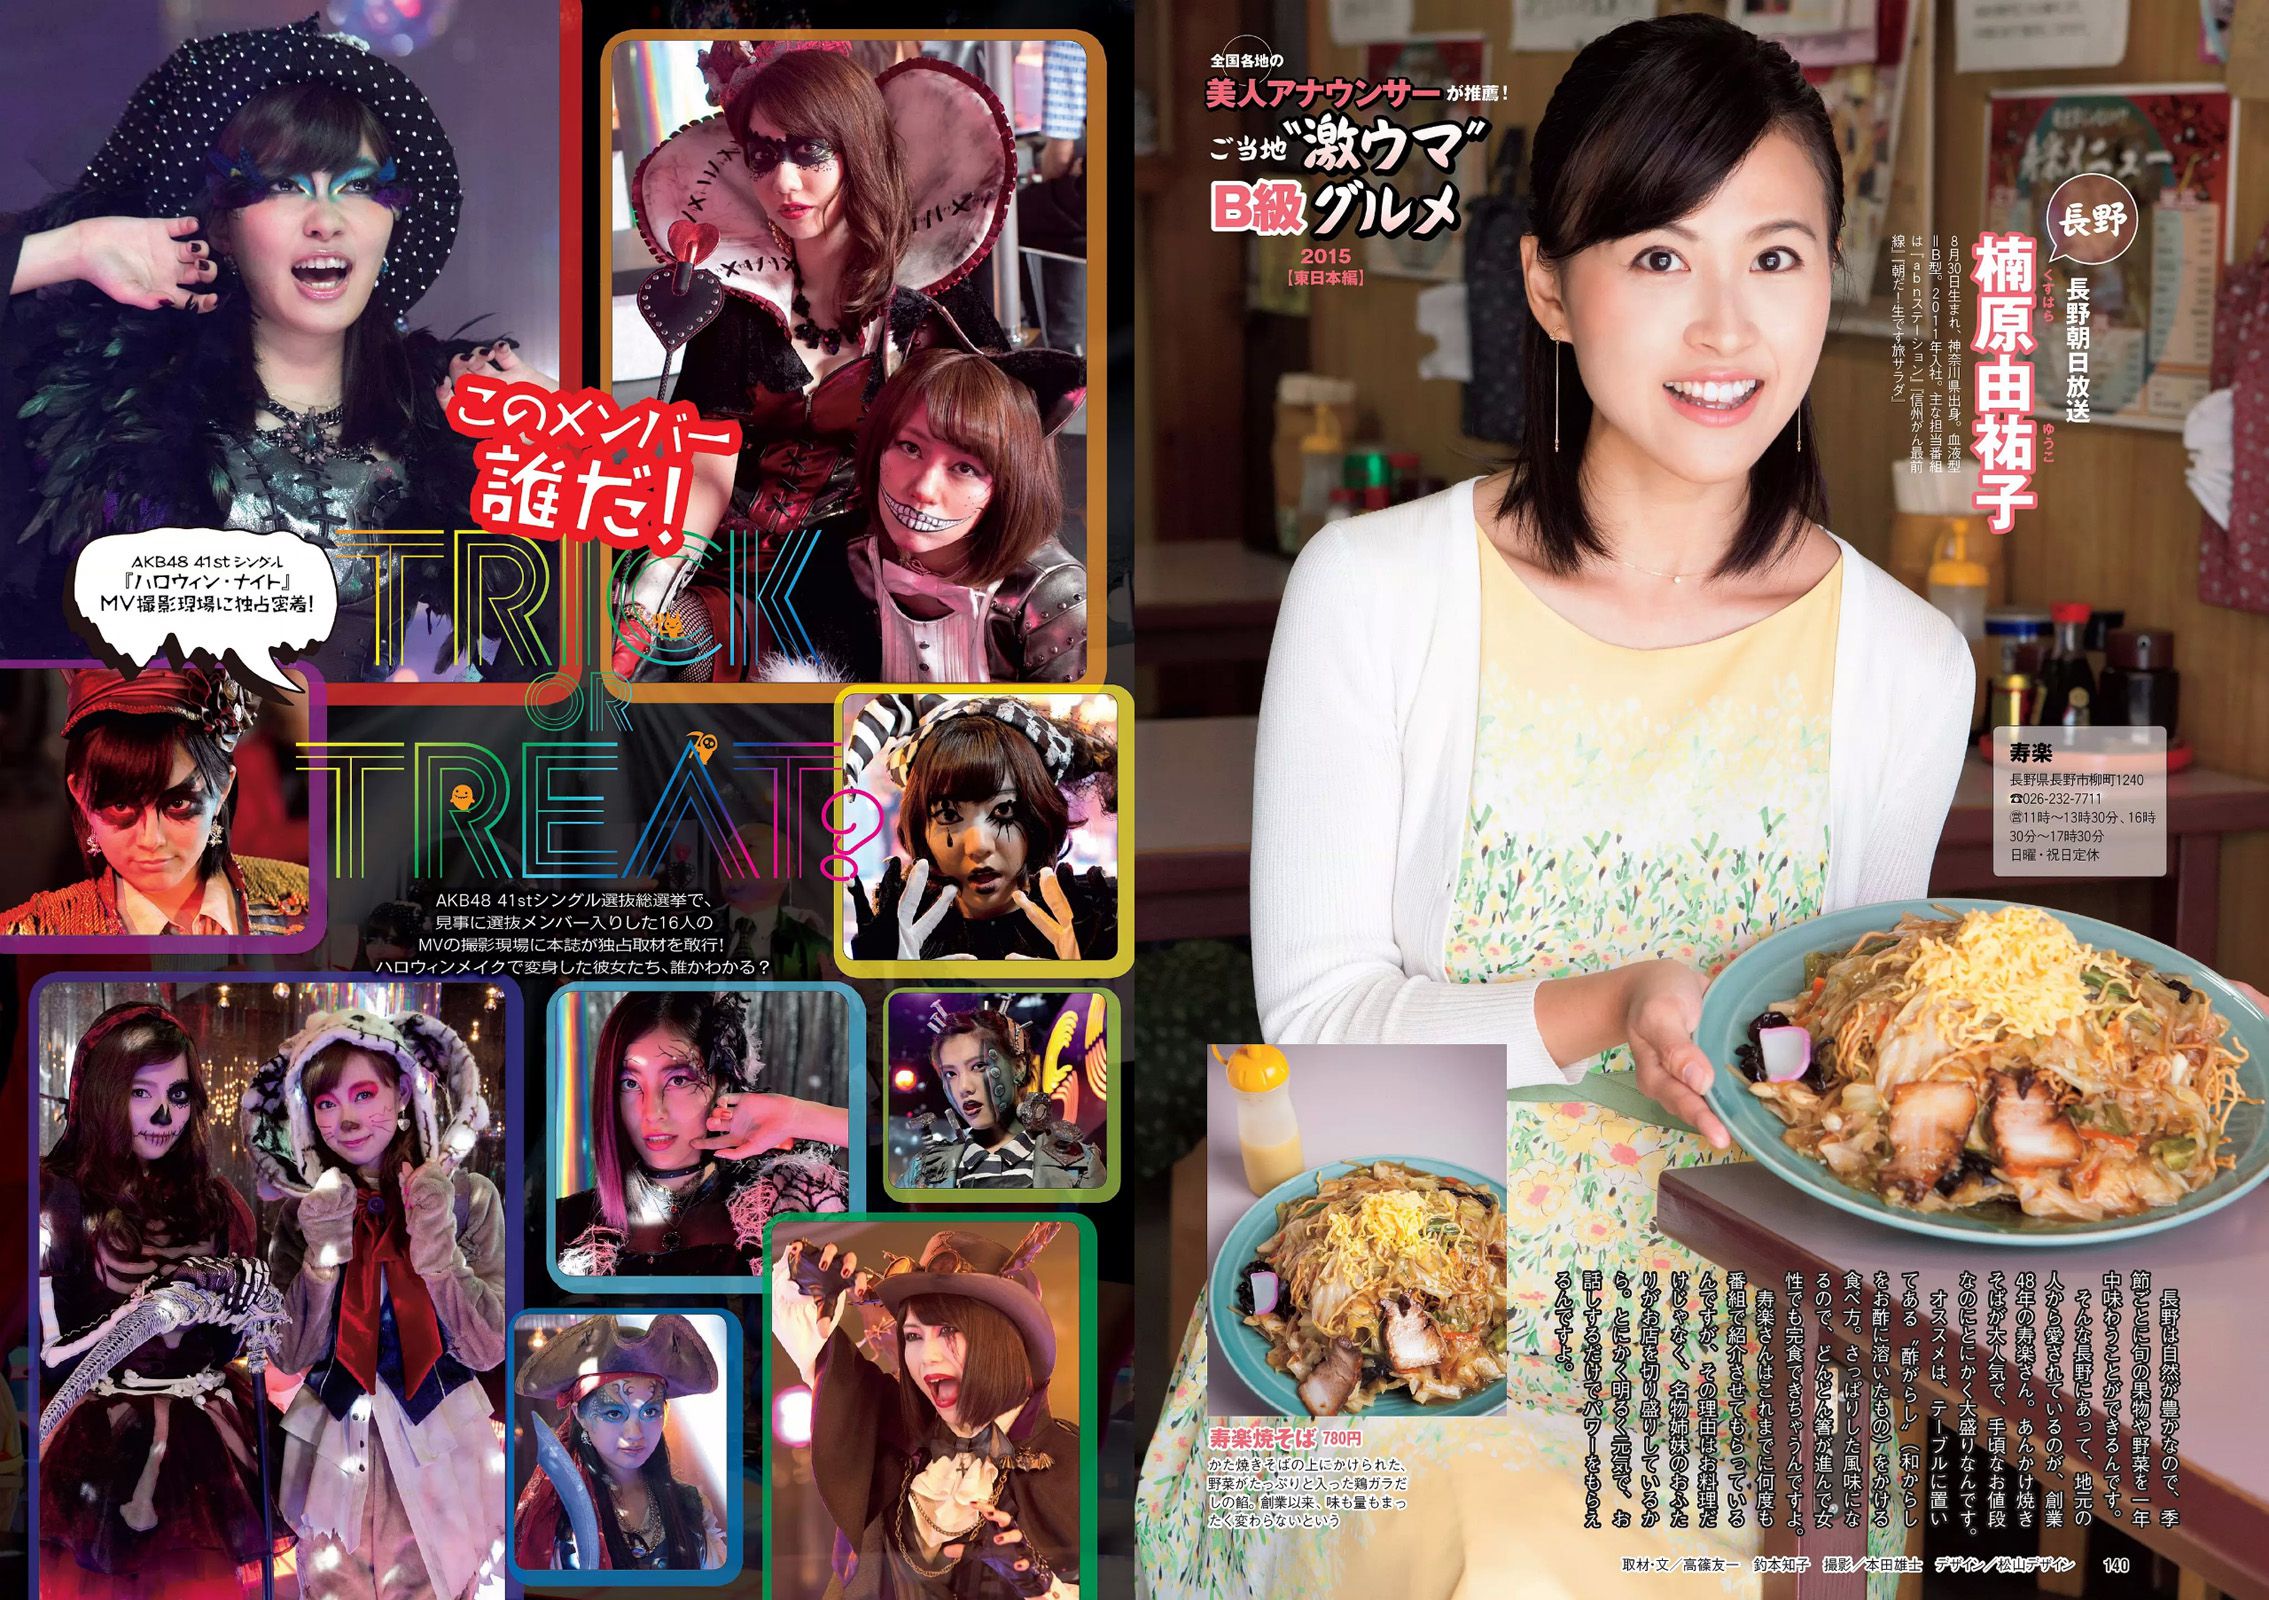 このメンバー
誰だ!
AKB48 41stシングル
『ハロウィン・ナイト』
MV撮影現場に独占密着!
TRICK
OR
TREAT?
AKB48 41stシングル選抜総選挙で、
見事に選抜メンバー入りした16人の
MVの撮影現場に本誌が独占取材を敢行!
ハロウィンメイクで変身した彼女たち、誰かわかる?
全国各地の
美人アナウンサーが推薦!
ご当地“激ウマ”
B級グルメ
2015
【東日本編】
長野
長野朝日放送
楠原由祐子
くすはら ゆうこ
8月30日生まれ、神奈川県出身。血液型
=B型。2011年入社。主な担当番組
は『abnステーション』『信州がん最前
線』『朝だ!生です旅サラダ』
寿楽
長野県長野市柳町1240
☎026-232-7711
㊡11時〜13時30分、16時
30分〜17時30分
日曜・祝日定休
長野は自然が豊かなので、季
節ごとに旬の果物や野菜を一年
中味わうことができるんです。
そんな長野にあって、地元の
人から愛されているのが、創業
48年の寿楽さん。あんかけ焼き
そばが大人気で、手頃なお値段
なのにとにかく大盛りなんです。
オススメは、テーブルに置い
てある〝酢がらし〟(和からし
をお酢に溶いたもの)をかける
食べ方。さっぱりした風味にな
るので、どんどん箸が進んで女
性でも完食できちゃうんですよ。
寿楽さんはこれまでに何度も
番組で紹介させてもらっている
んですが、その理由はお料理だ
けじゃなく、名物姉妹のおふた
りがお店を切り盛りしているか
ら。とにかく明るく元気で、お
話しするだけでパワーをもらえ
るんですよ。
寿楽焼そば 780円
かた焼きそばの上にかけられた、
野菜がたっぷりと入った鶏ガラだ
しの餡。創業以来、味も量もまっ
たく変わらないという
取材・文/高篠友一 釣本知子 撮影/本田雄士 デザイン/松山デザイン 140